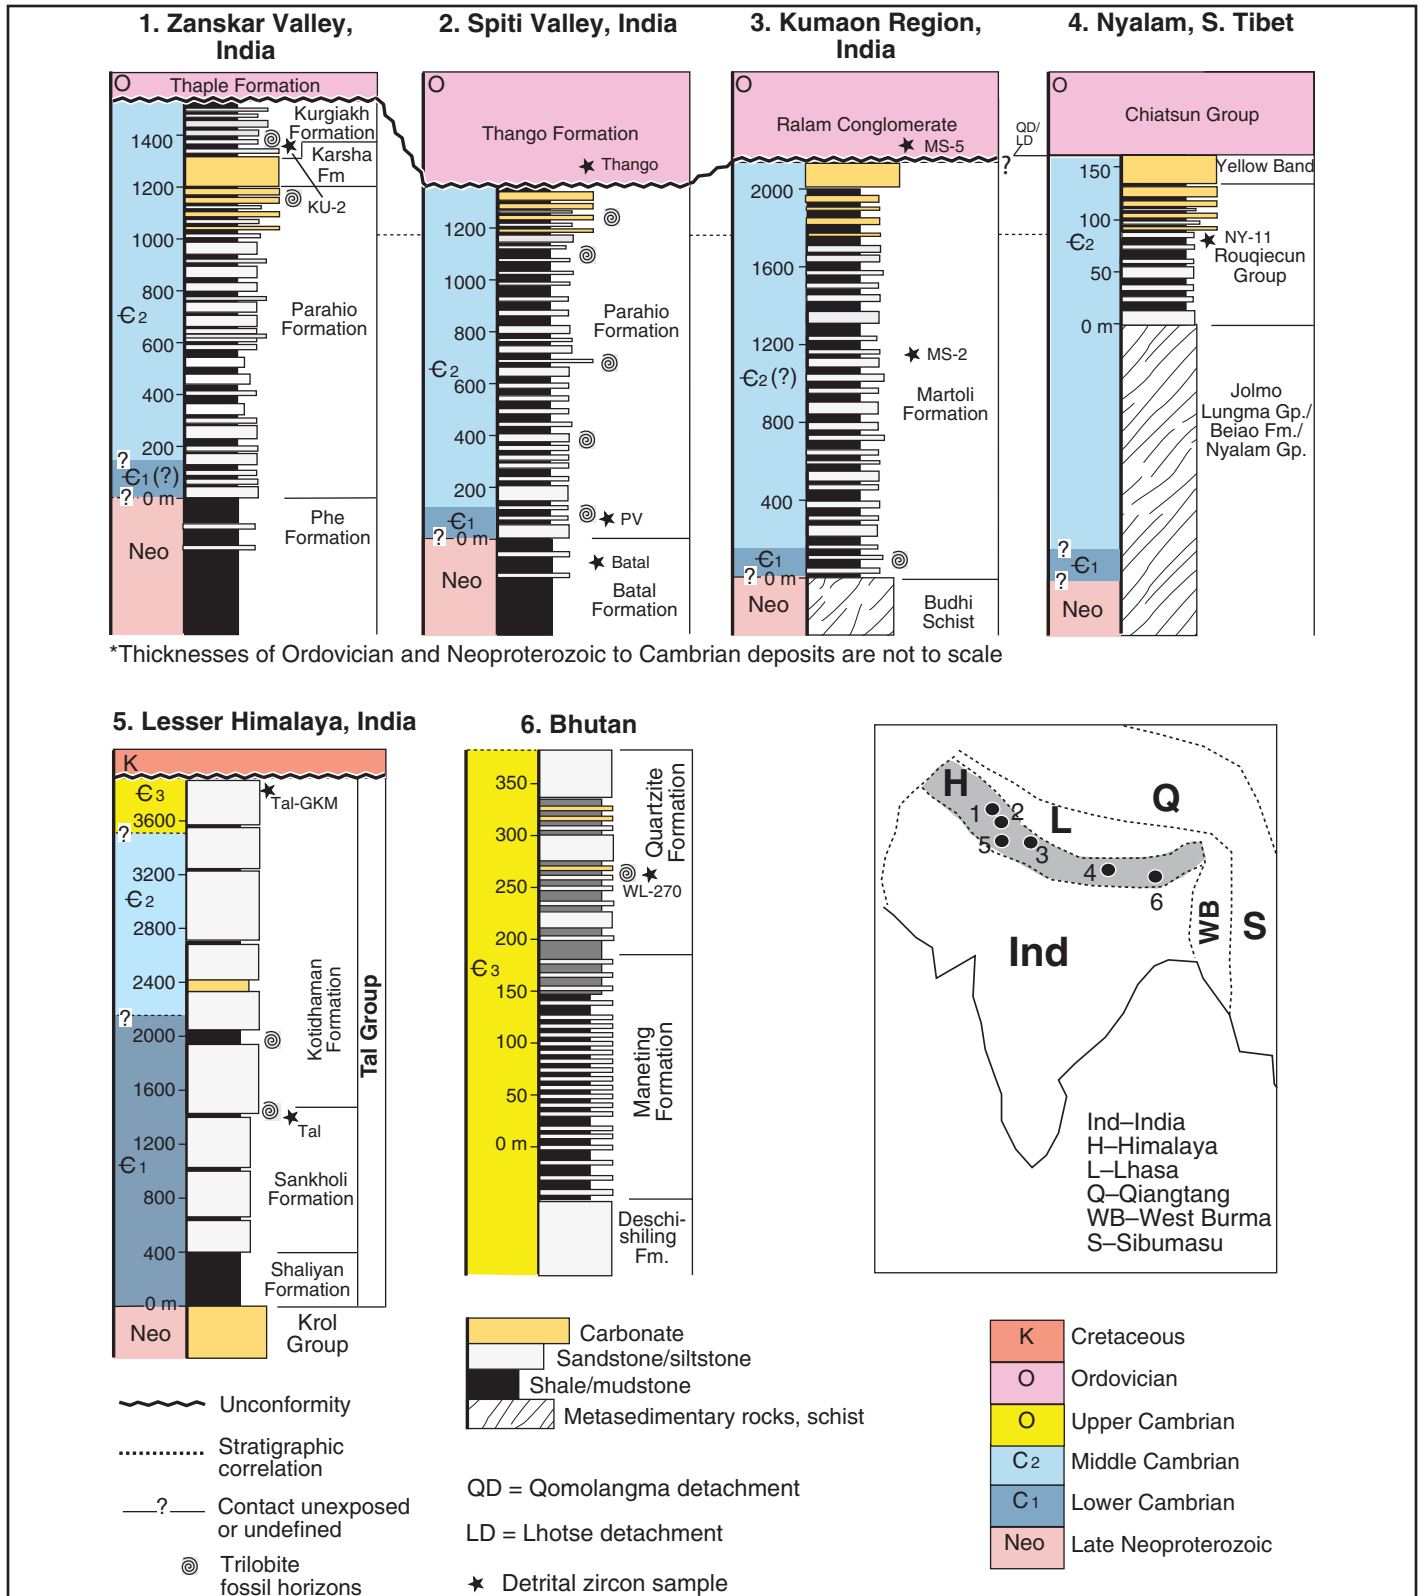 1. Zanskar Valley,
India
O
Thaple Formation
Kurgiakh
Formation
Karsha
Fm
KU-2
1400
1200
1000
800
600
400
200
0 m
Є2
?
Є1(?)
?
Neo
Parahio
Formation
Phe
Formation
2. Spiti Valley, India
O
Thango Formation
Thango
1200
1000
800
600
400
200
0 m
Є2
Є1
?
Neo
Parahio
Formation
PV
Batal
Batal
Formation
3. Kumaon Region,
India
O
Ralam Conglomerate
MS-5
2000
1600
1200
800
400
0 m
Є2(?)
Є1
?
Neo
MS-2
Martoli
Formation
Budhi
Schist
QD/
LD
?
4. Nyalam, S. Tibet
O
Chiatsun Group
Yellow Band
150
100
50
0 m
Є2
NY-11
Rouqiecun
Group
Jolmo
Lungma Gp./
Beiao Fm./
Nyalam Gp.
?
Є1
?
Neo
*Thicknesses of Ordovician and Neoproterozoic to Cambrian deposits are not to scale
5. Lesser Himalaya, India
K
Є3
Tal-GKM
3600
?
3200
Є2
2800
2400
?
2000
1600
1200
Є1
800
400
0 m
Neo
Kotidhaman
Formation
Tal Group
Tal
Sankholi
Formation
Shaliyan
Formation
Krol
Group
6. Bhutan
350
300
250
200
150
100
50
0 m
Є3
Quartzite
Formation
WL-270
Maneting
Formation
Deschi-
shiling
Fm.
H
Q
1
2
L
5
3
4
6
WB
S
Ind
Ind–India
H–Himalaya
L–Lhasa
Q–Qiangtang
WB–West Burma
S–Sibumasu
Unconformity
Stratigraphic
correlation
?
Contact unexposed
or undefined
Trilobite
fossil horizons
Carbonate
Sandstone/siltstone
Shale/mudstone
Metasedimentary rocks, schist
QD = Qomolangma detachment
LD = Lhotse detachment
Detrital zircon sample
K Cretaceous
O Ordovician
O Upper Cambrian
C2 Middle Cambrian
C1 Lower Cambrian
Neo Late Neoproterozoic